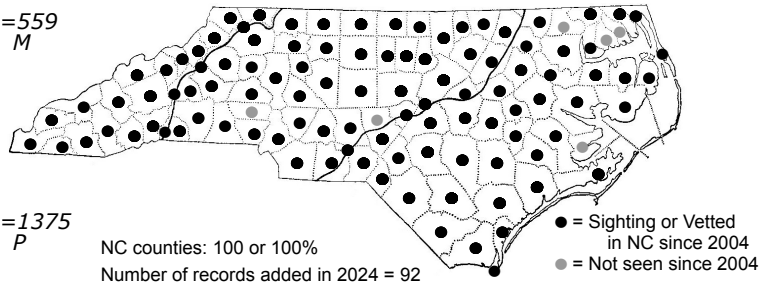 =559
M
=1375
P
NC counties: 100 or 100%
Number of records added in 2024 = 92
= Sighting or Vetted
in NC since 2004
= Not seen since 2004